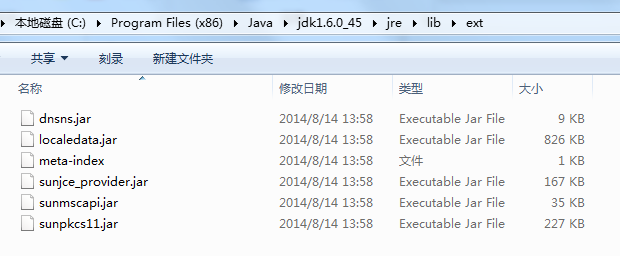 本地磁盘 (C:) Program Files (x86) Java jdk1.6.0_45 jre lib ext
共享 刻录 新建文件夹
名称 修改日期 类型 大小
dnsns.jar 2014/8/14 13:58 Executable Jar File 9 KB
localedata.jar 2014/8/14 13:58 Executable Jar File 826 KB
meta-index 2014/8/14 13:58 文件 1 KB
sunjce_provider.jar 2014/8/14 13:58 Executable Jar File 167 KB
sunmscapi.jar 2014/8/14 13:58 Executable Jar File 35 KB
sunpkcs11.jar 2014/8/14 13:58 Executable Jar File 227 KB